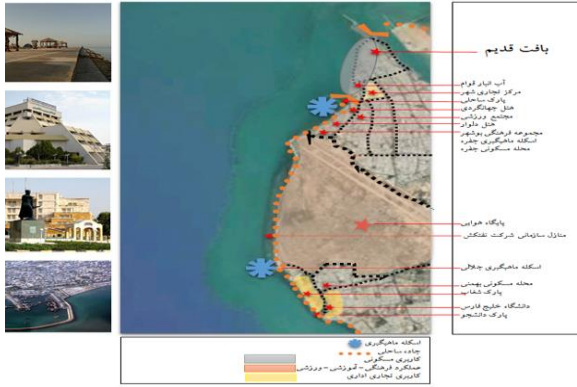 بافت قدیم
آب انبار قوام
مرکز تجاری شهر
پارک ساحلی
هتل جهانگردی
مجتمع ورزشی
هتل دلوار
مجموعه فرهنگی بوشهر
اسکله ماهیگیری جفره
محله مسکونی جفره
پایگاه هوایی
منازل سازمانی شرکت نفتکش
اسکله ماهیگیری جلالی
محله مسکونی بهمنی
پارک شغاب
دانشگاه خلیج فارس
پارک دانشجو
اسکله ماهیگیری
جاده ساحلی
کاربری مسکونی
عملکرد فرهنگی - آموزشی - ورزشی
کاربری تجاری اداری